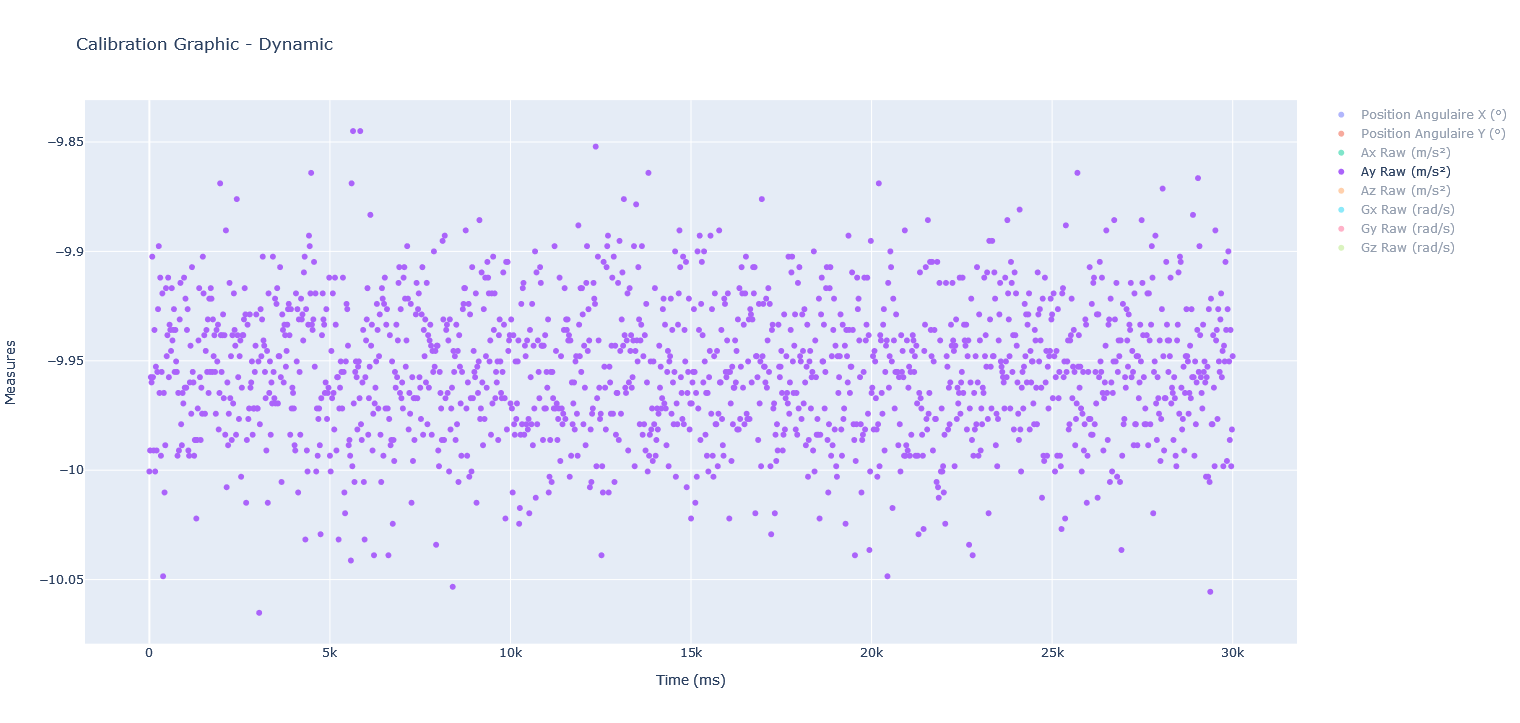 Calibration Graphic - Dynamic
Measures
−9.85
−9.9
−9.95
−10
−10.05
0
5k
10k
15k
20k
25k
30k
Time (ms)
Position Angulaire X (°)
Position Angulaire Y (°)
Ax Raw (m/s²)
Ay Raw (m/s²)
Az Raw (m/s²)
Gx Raw (rad/s)
Gy Raw (rad/s)
Gz Raw (rad/s)